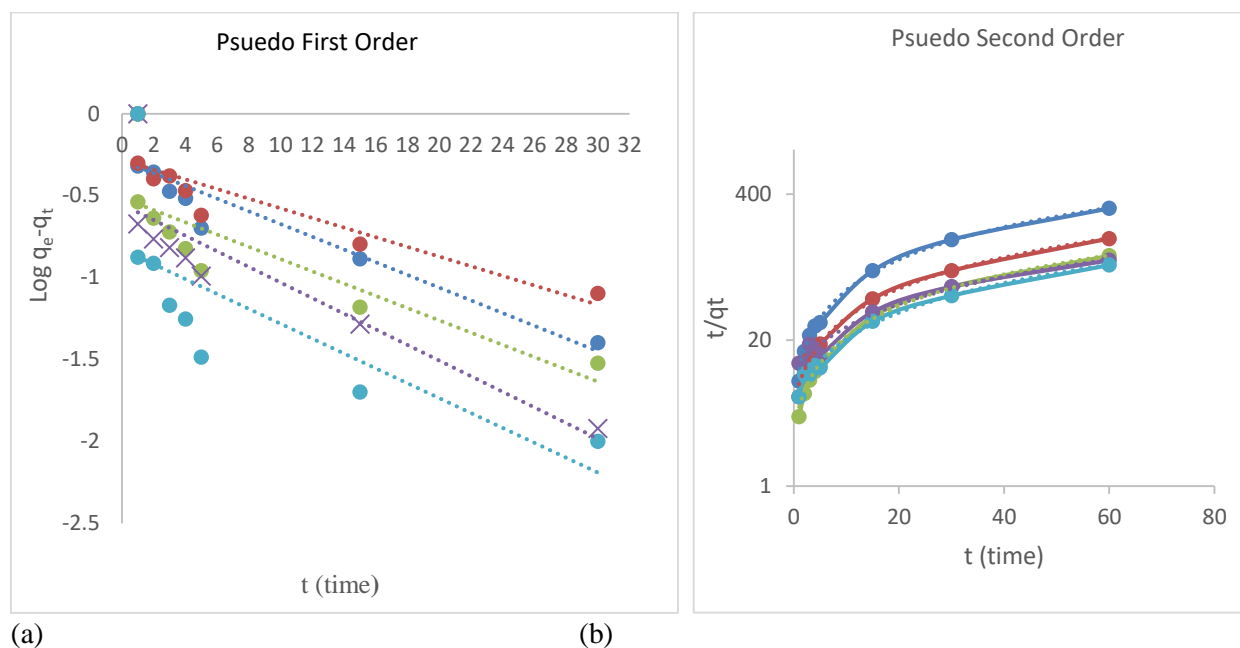 Psuedo First Order
0
0 2 4 6 8 10 12 14 16 18 20 22 24 26 28 30 32
-0.5
-1
-1.5
-2
-2.5
Log qe-qt
t (time)
(a)
Psuedo Second Order
400
20
1
t/qt
0 20 40 60 80
t (time)
(b)